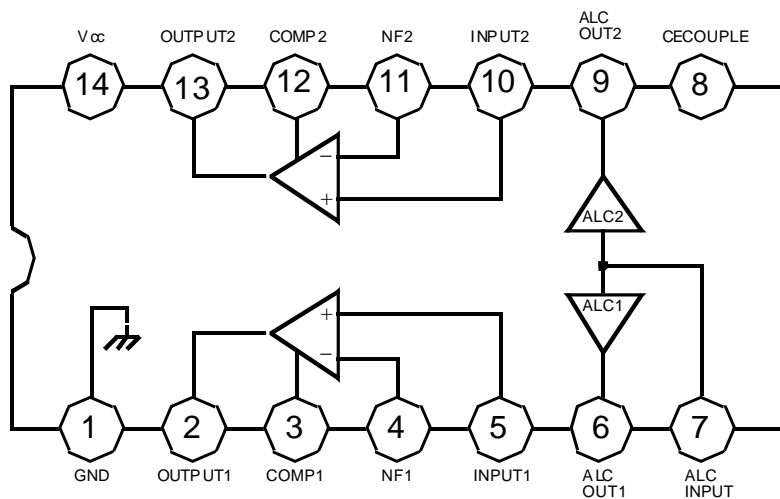 Vcc OUTPUT2 COMP2 NF2 INPUT2 ALC OUT2 CECOUPLE
14 13 12 11 10 9 8
−
+
ALC2
ALC1
+
−
1 2 3 4 5 6 7
GND OUTPUT1 COMP1 NF1 INPUT1 ALC OUT1 ALC INPUT